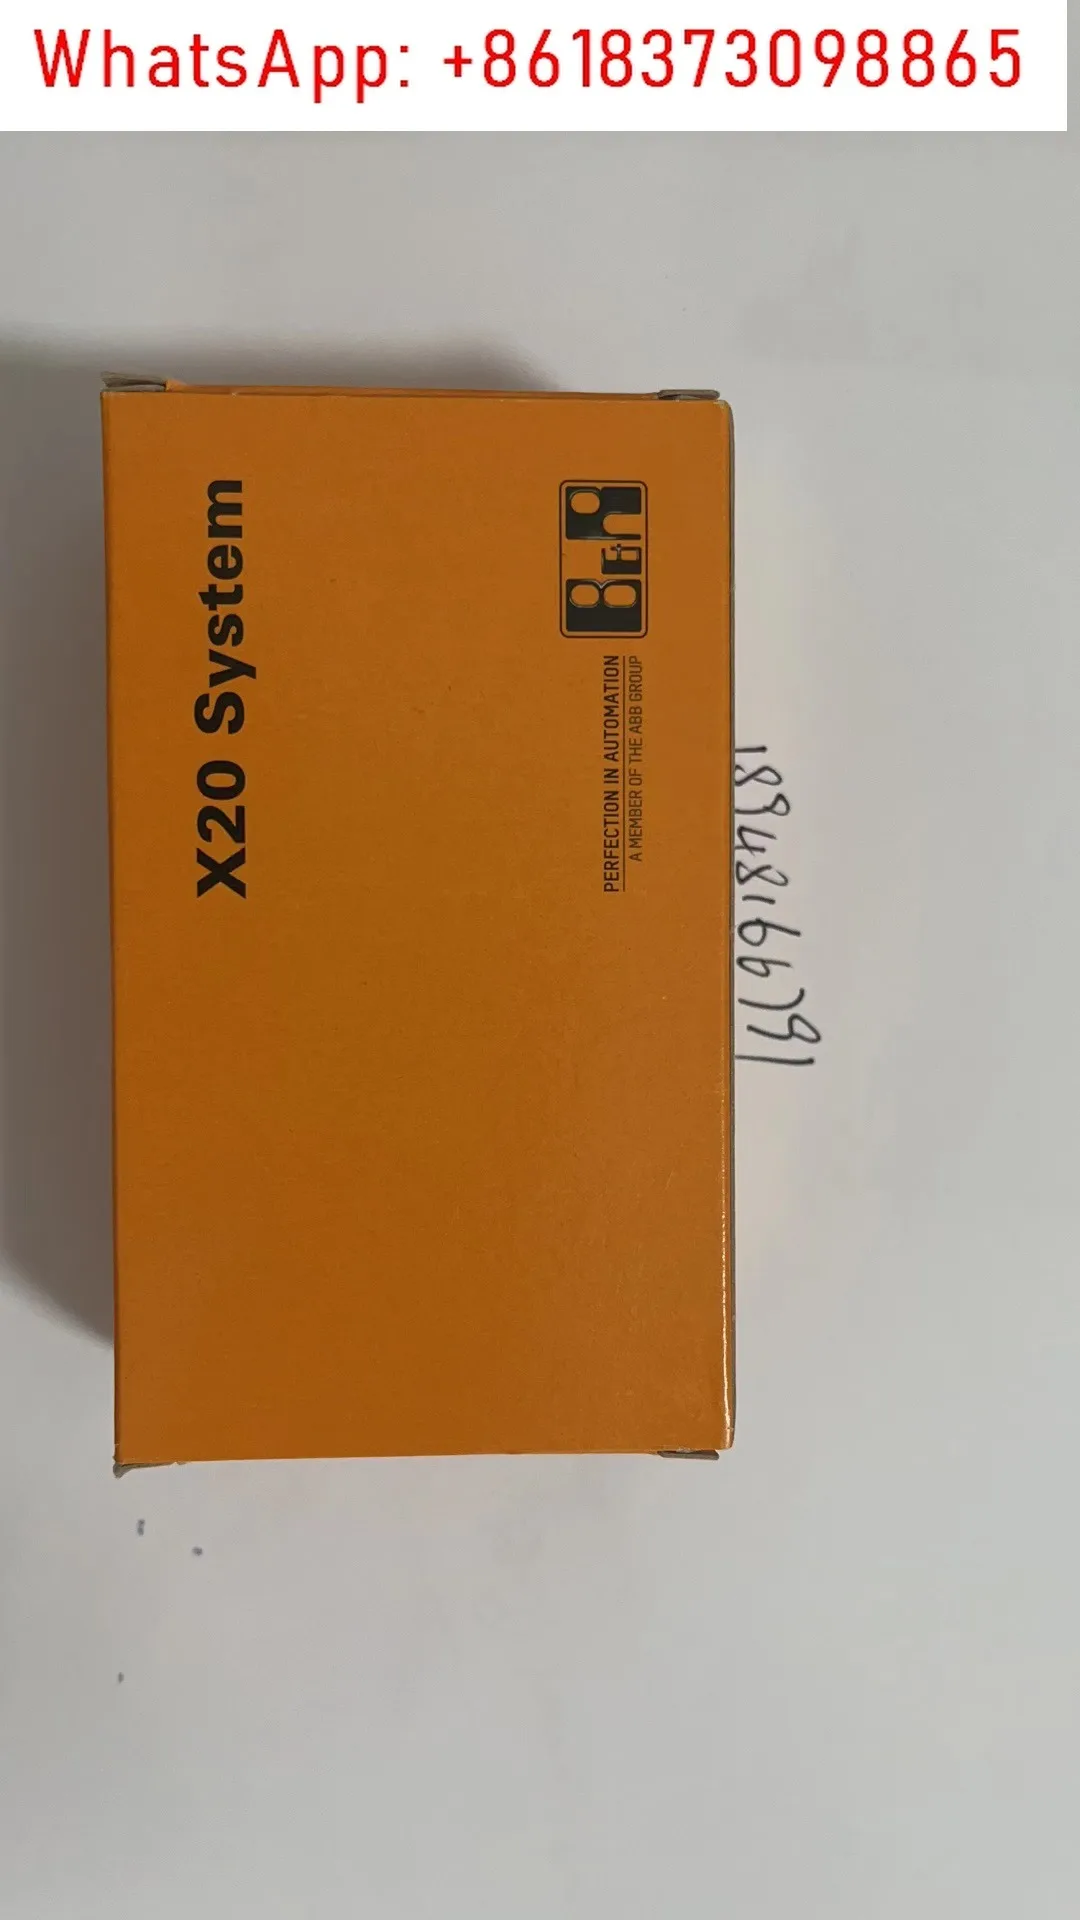 WhatsApp: +8618373098865
X20 System
B&R
PERFECTION IN AUTOMATION
A MEMBER OF THE ABB GROUP
18948166791